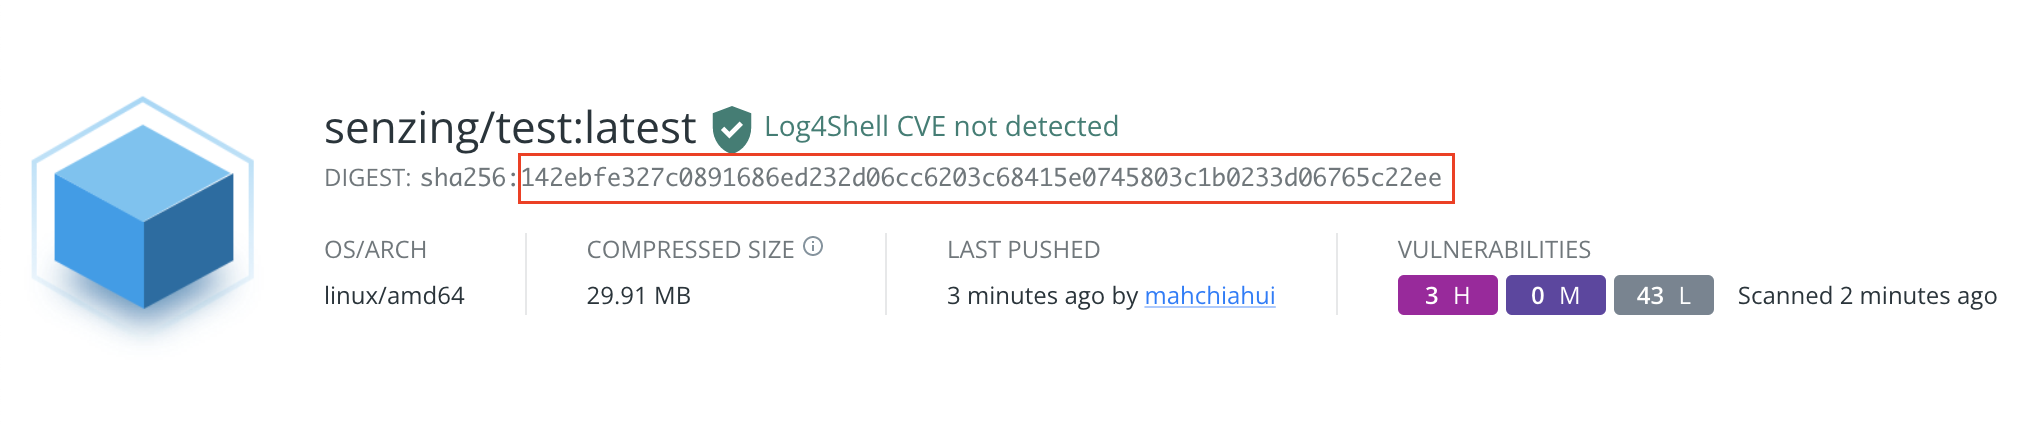 senzing/test:latest Log4Shell CVE not detected
DIGEST: sha256:142ebfe327c0891686ed232d06cc6203c68415e0745803c1b0233d06765c22ee
OS/ARCH COMPRESSED SIZE LAST PUSHED VULNERABILITIES
linux/amd64 29.91 MB 3 minutes ago by mahchiahui 3 H 0 M 43 L Scanned 2 minutes ago